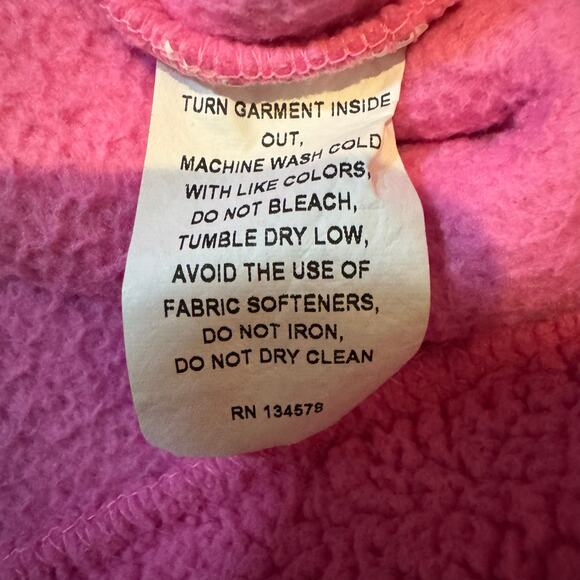 TURN GARMENT INSIDE
OUT,
MACHINE WASH COLD
WITH LIKE COLORS,
DO NOT BLEACH,
TUMBLE DRY LOW,
AVOID THE USE OF
FABRIC SOFTENERS,
DO NOT IRON,
DO NOT DRY CLEAN
RN 134578